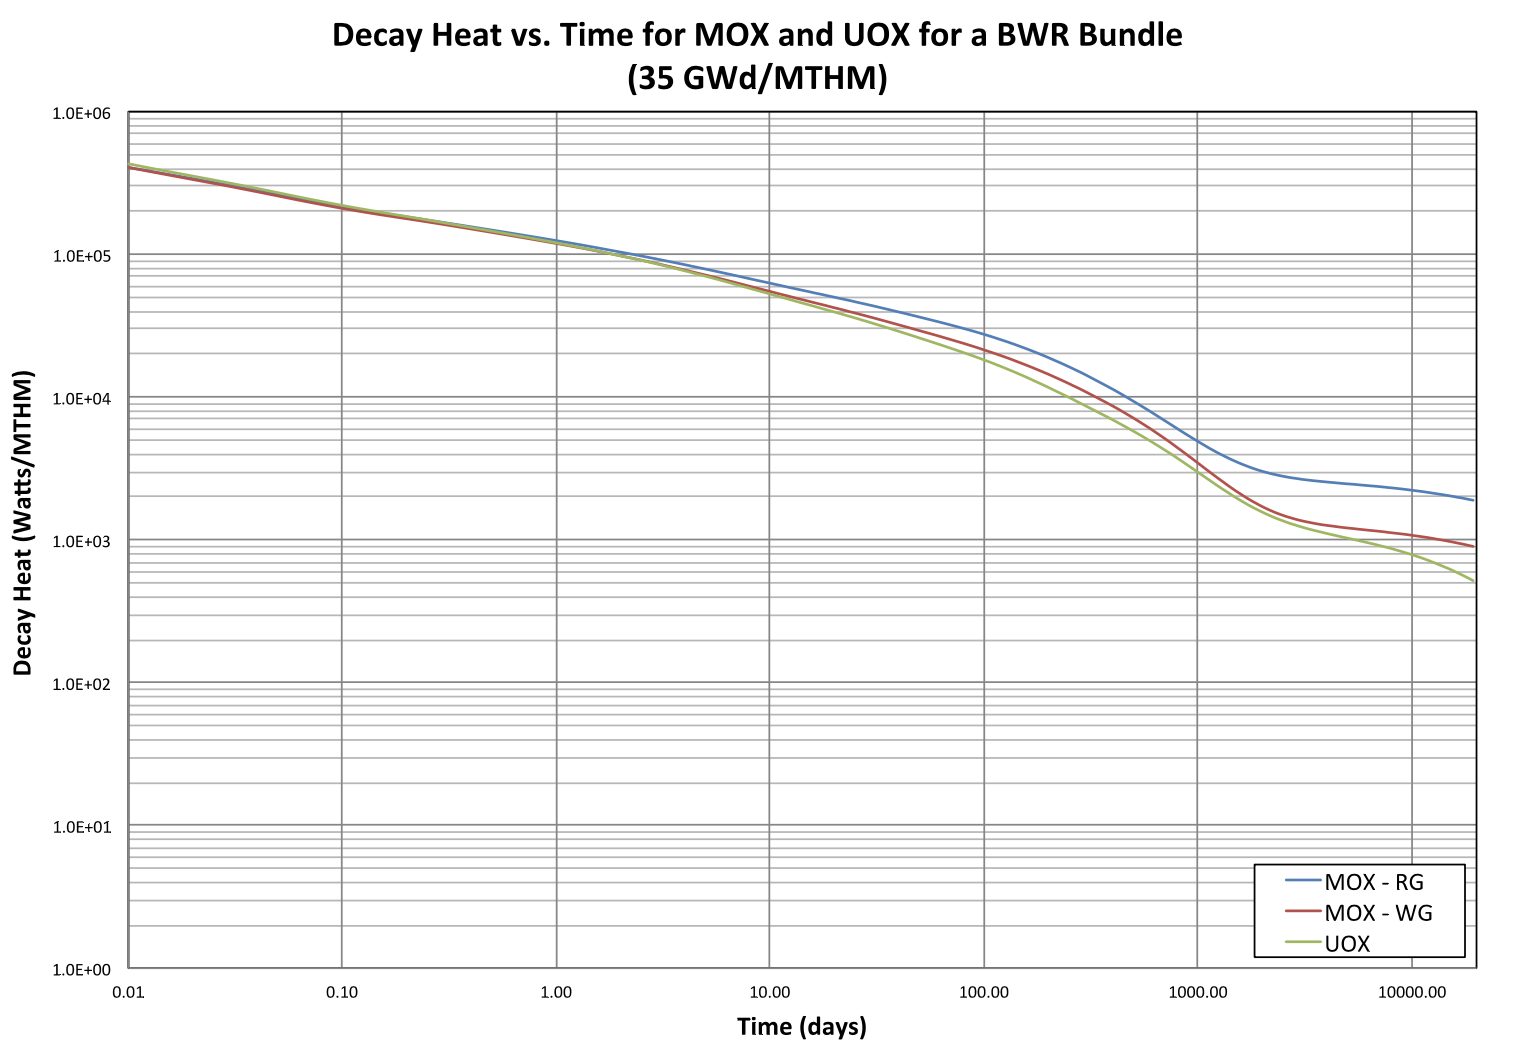 Decay Heat vs. Time for MOX and UOX for a BWR Bundle
(35 GWd/MTHM)
1.0E+06
1.0E+05
1.0E+04
1.0E+03
1.0E+02
1.0E+01
1.0E+00
Decay Heat (Watts/MTHM)
MOX - RG
MOX - WG
UOX
0.01 0.10 1.00 10.00 100.00 1000.00 10000.00
Time (days)